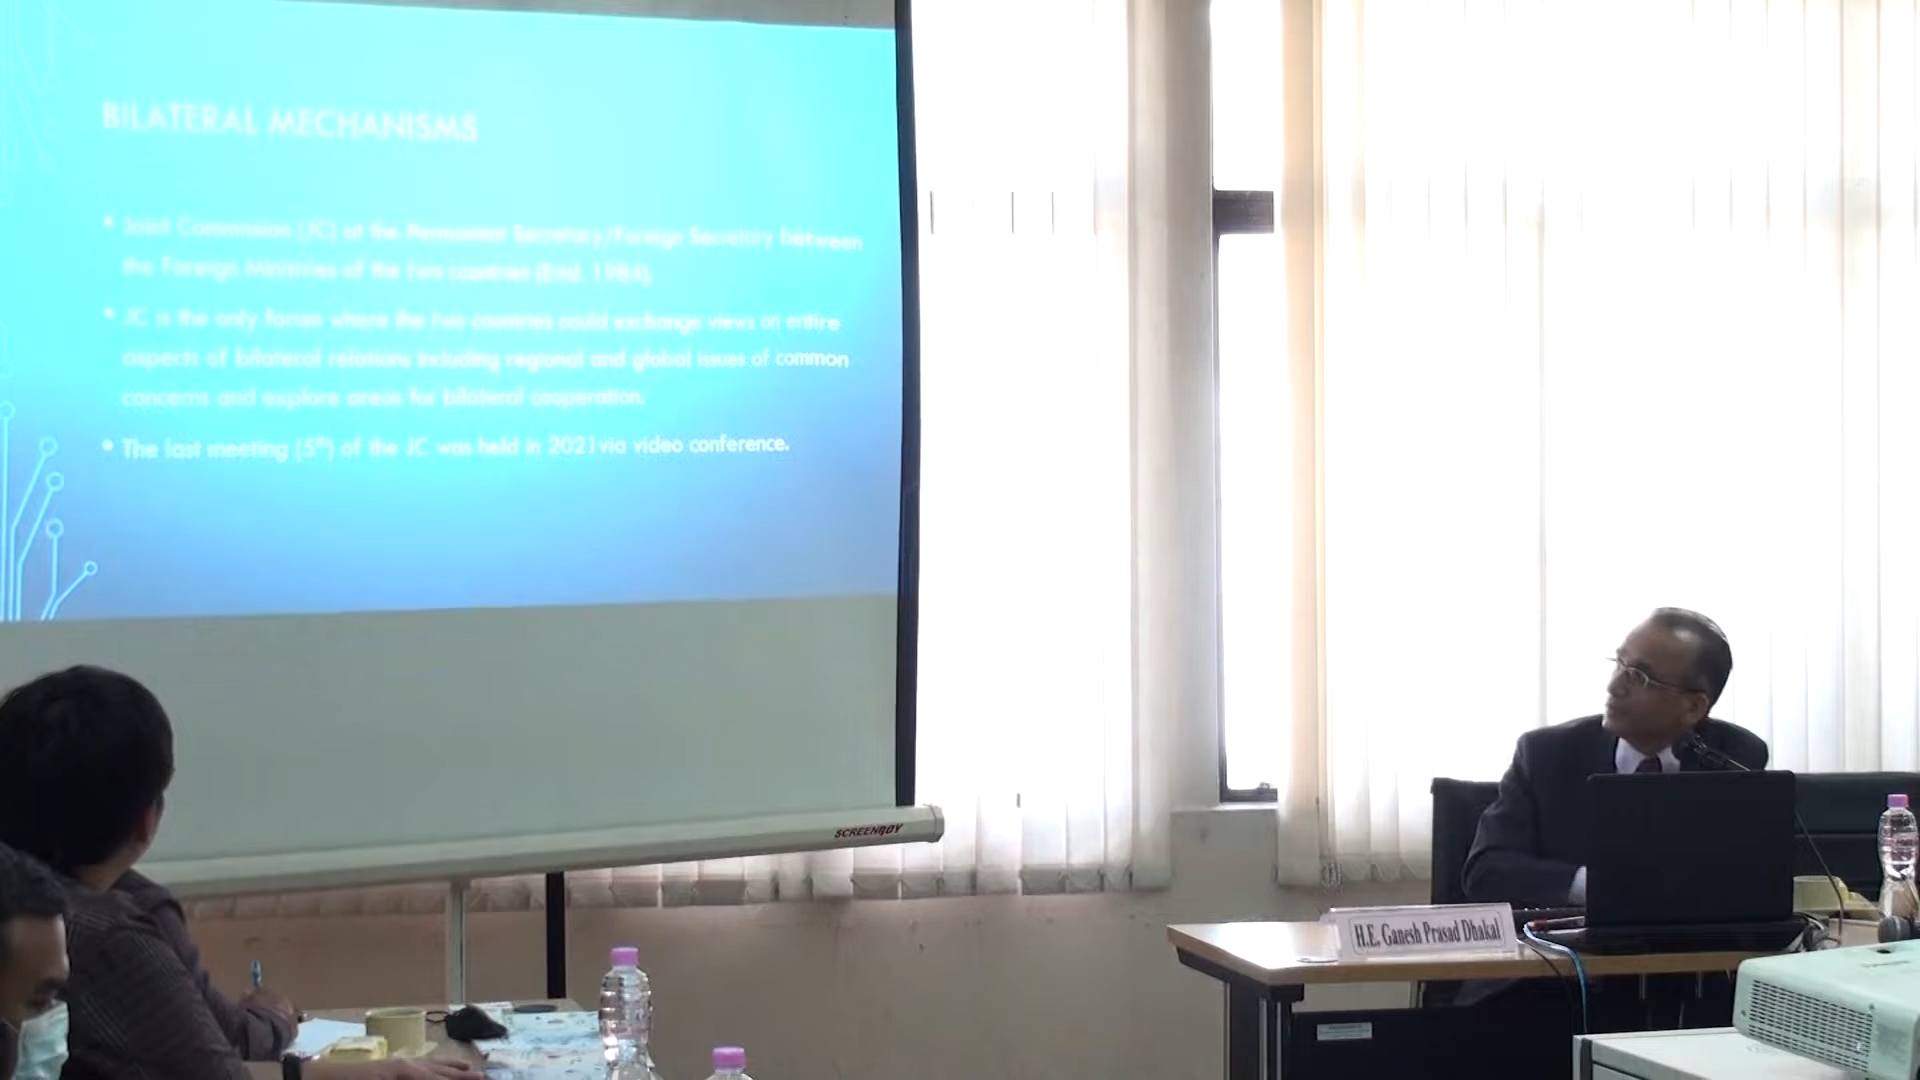 BILATERAL MECHANISMS
• Joint Commission (JC) at the Permanent Secretary/Foreign Secretary between
the Foreign Ministries of the two countries (Estd. 1984).
• JC is the only forum where the two countries could exchange views on entire
aspects of bilateral relations including regional and global issues of common
concerns and explore areas for bilateral cooperation.
• The last meeting (5th) of the JC was held in 2021 via video conference.
SCREENBOY
H.E. Ganesh Prasad Dhakal